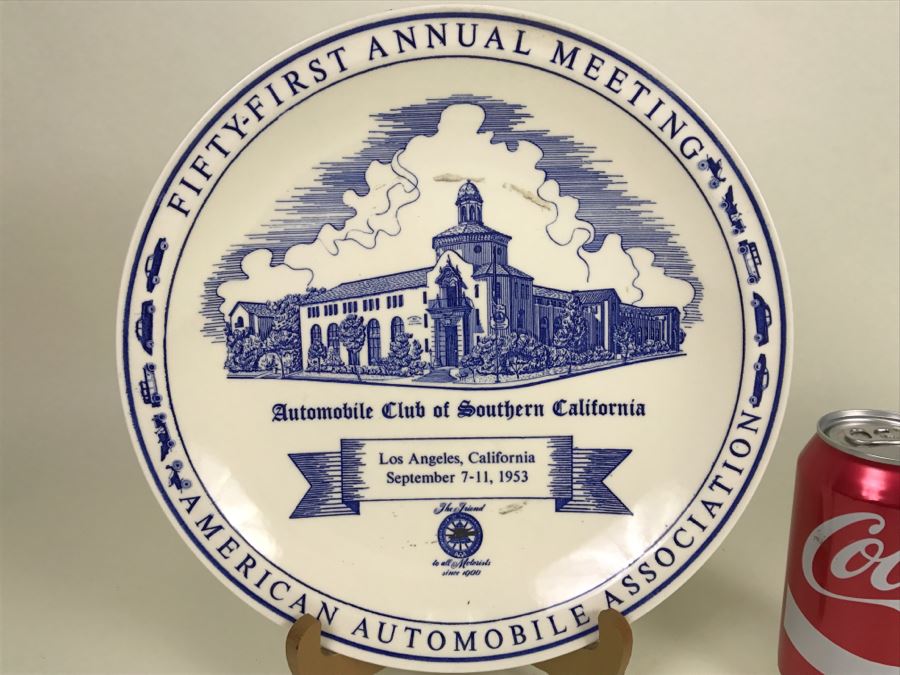 FIFTY-FIRST ANNUAL MEETING
Automobile Club of Southern California
Los Angeles, California
September 7-11, 1953
The Friend
to all Motorists
since 1900
AMERICAN AUTOMOBILE ASSOCIATION
Coc